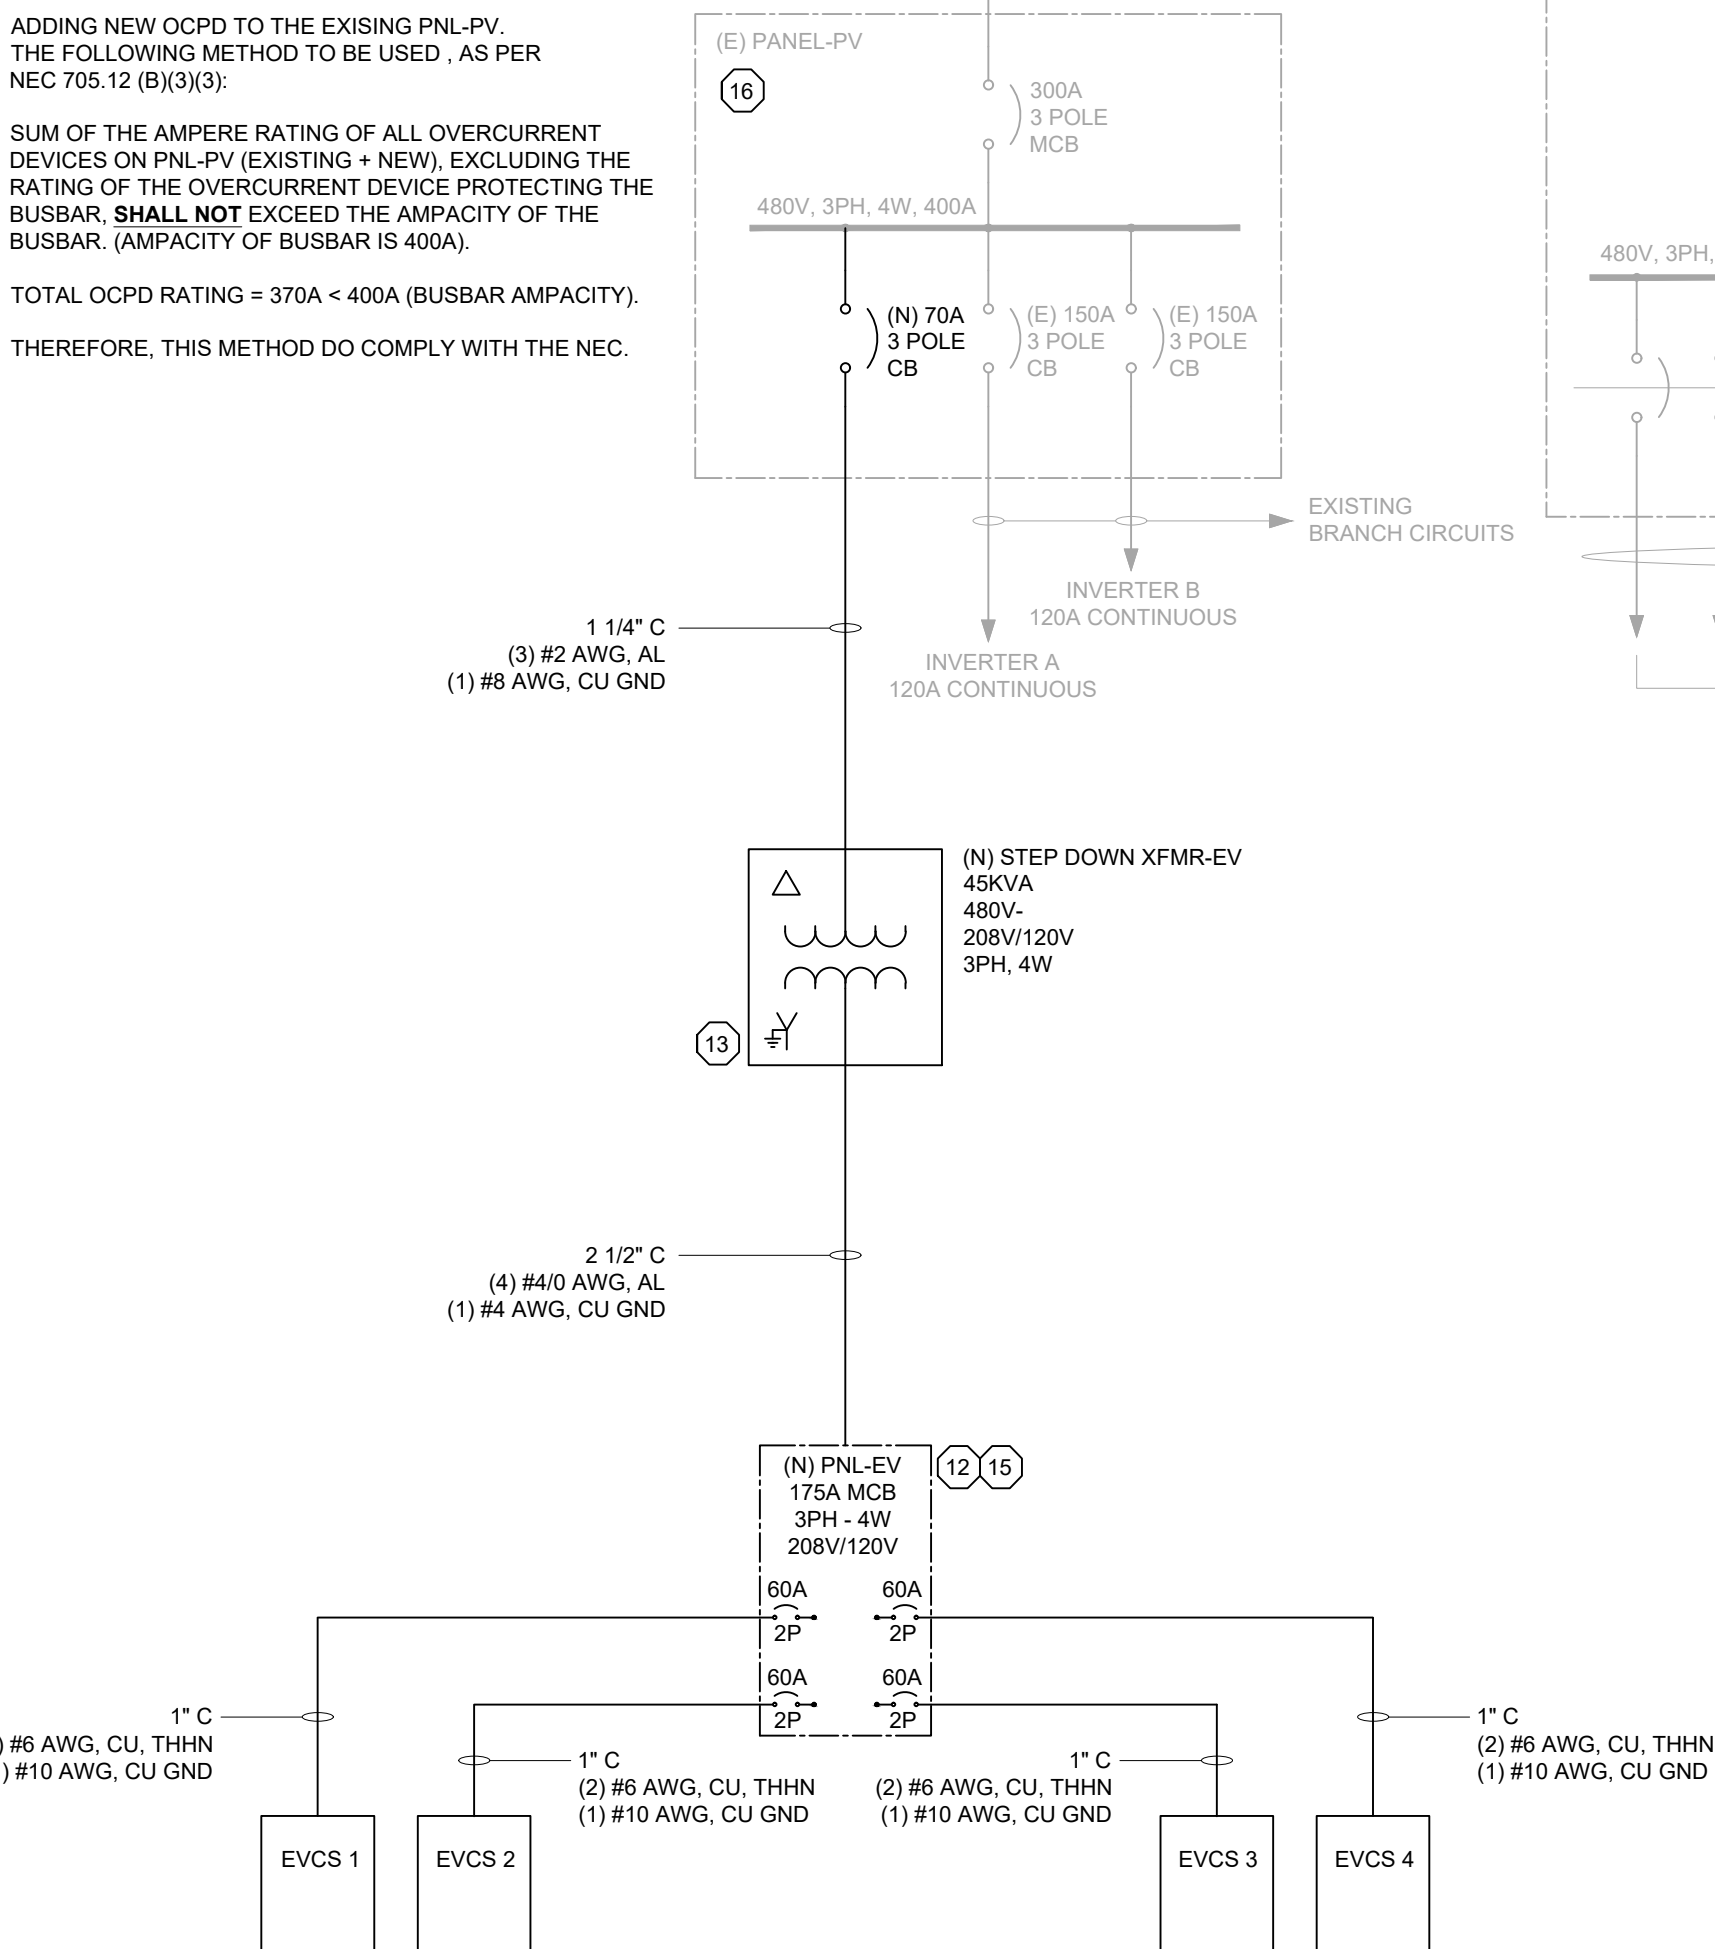 ADDING NEW OCPD TO THE EXISING PNL-PV.
THE FOLLOWING METHOD TO BE USED , AS PER
NEC 705.12 (B)(3)(3):
SUM OF THE AMPERE RATING OF ALL OVERCURRENT
DEVICES ON PNL-PV (EXISTING + NEW), EXCLUDING THE
RATING OF THE OVERCURRENT DEVICE PROTECTING THE
BUSBAR, SHALL NOT EXCEED THE AMPACITY OF THE
BUSBAR. (AMPACITY OF BUSBAR IS 400A).
TOTAL OCPD RATING = 370A < 400A (BUSBAR AMPACITY).
THEREFORE, THIS METHOD DO COMPLY WITH THE NEC.
(E) PANEL-PV
16
300A
3 POLE
MCB
480V, 3PH, 4W, 400A
(N) 70A
3 POLE
CB
(E) 150A
3 POLE
CB
(E) 150A
3 POLE
CB
480V, 3PH,
EXISTING
BRANCH CIRCUITS
INVERTER B
120A CONTINUOUS
INVERTER A
120A CONTINUOUS
1 1/4" C
(3) #2 AWG, AL
(1) #8 AWG, CU GND
(N) STEP DOWN XFMR-EV
45KVA
480V-
208V/120V
3PH, 4W
13
2 1/2" C
(4) #4/0 AWG, AL
(1) #4 AWG, CU GND
(N) PNL-EV
175A MCB
3PH - 4W
208V/120V
12
15
60A
2P
60A
2P
60A
2P
60A
2P
1" C
) #6 AWG, CU, THHN
) #10 AWG, CU GND
1" C
(2) #6 AWG, CU, THHN
(1) #10 AWG, CU GND
1" C
(2) #6 AWG, CU, THHN
(1) #10 AWG, CU GND
1" C
(2) #6 AWG, CU, THHN
(1) #10 AWG, CU GND
EVCS 1
EVCS 2
EVCS 3
EVCS 4